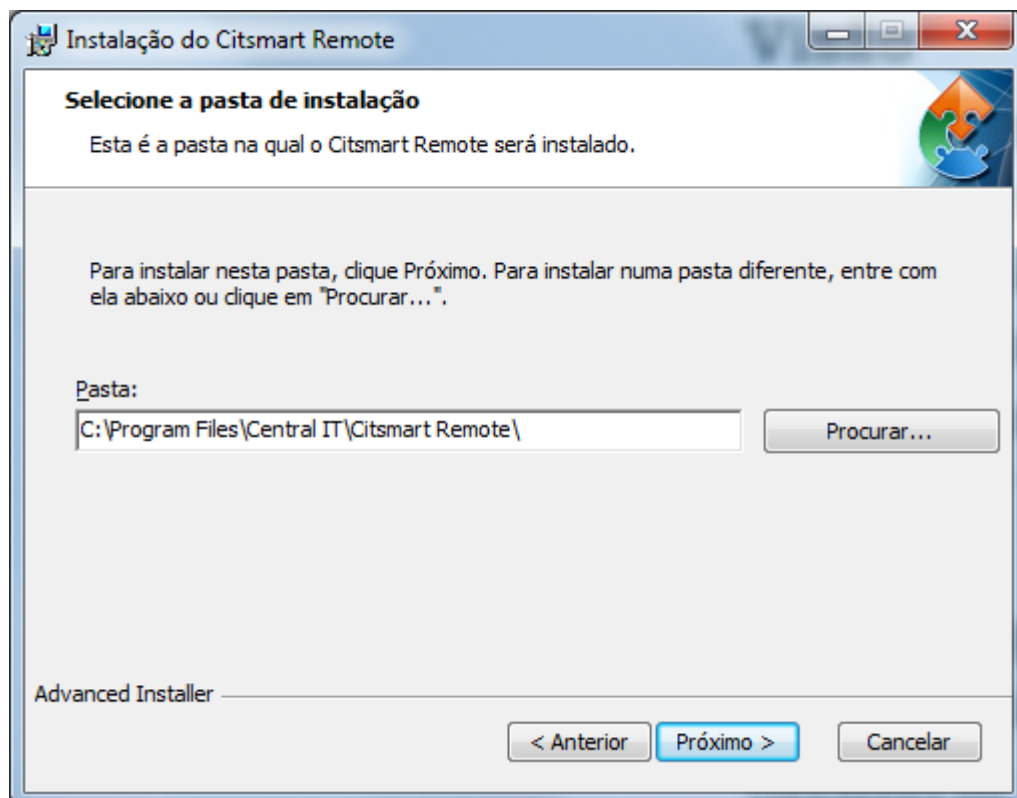 Instalação do Citsmart Remote
Selecione a pasta de instalação
Esta é a pasta na qual o Citsmart Remote será instalado.
Para instalar nesta pasta, clique Próximo. Para instalar numa pasta diferente, entre com
ela abaixo ou clique em "Procurar...".
Pasta:
C:\Program Files\Central IT\Citsmart Remote\
Procurar...
Advanced Installer
< Anterior
Próximo >
Cancelar